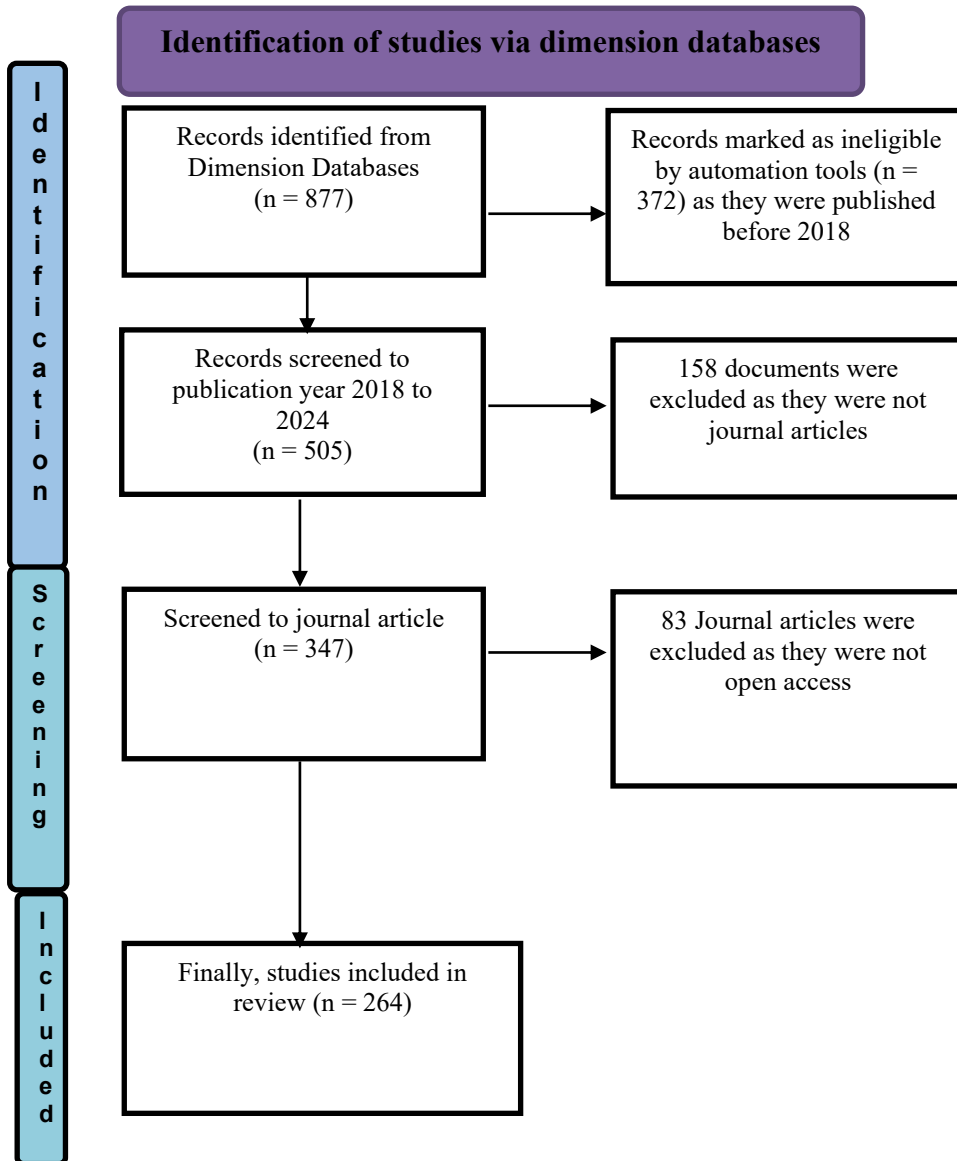 Identification of studies via dimension databases
Identification
Records identified from
Dimension Databases
(n = 877)
Records marked as ineligible
by automation tools (n =
372) as they were published
before 2018
Records screened to
publication year 2018 to
2024
(n = 505)
158 documents were
excluded as they were not
journal articles
Screening
Screened to journal article
(n = 347)
83 Journal articles were
excluded as they were not
open access
Included
Finally, studies included in
review (n = 264)